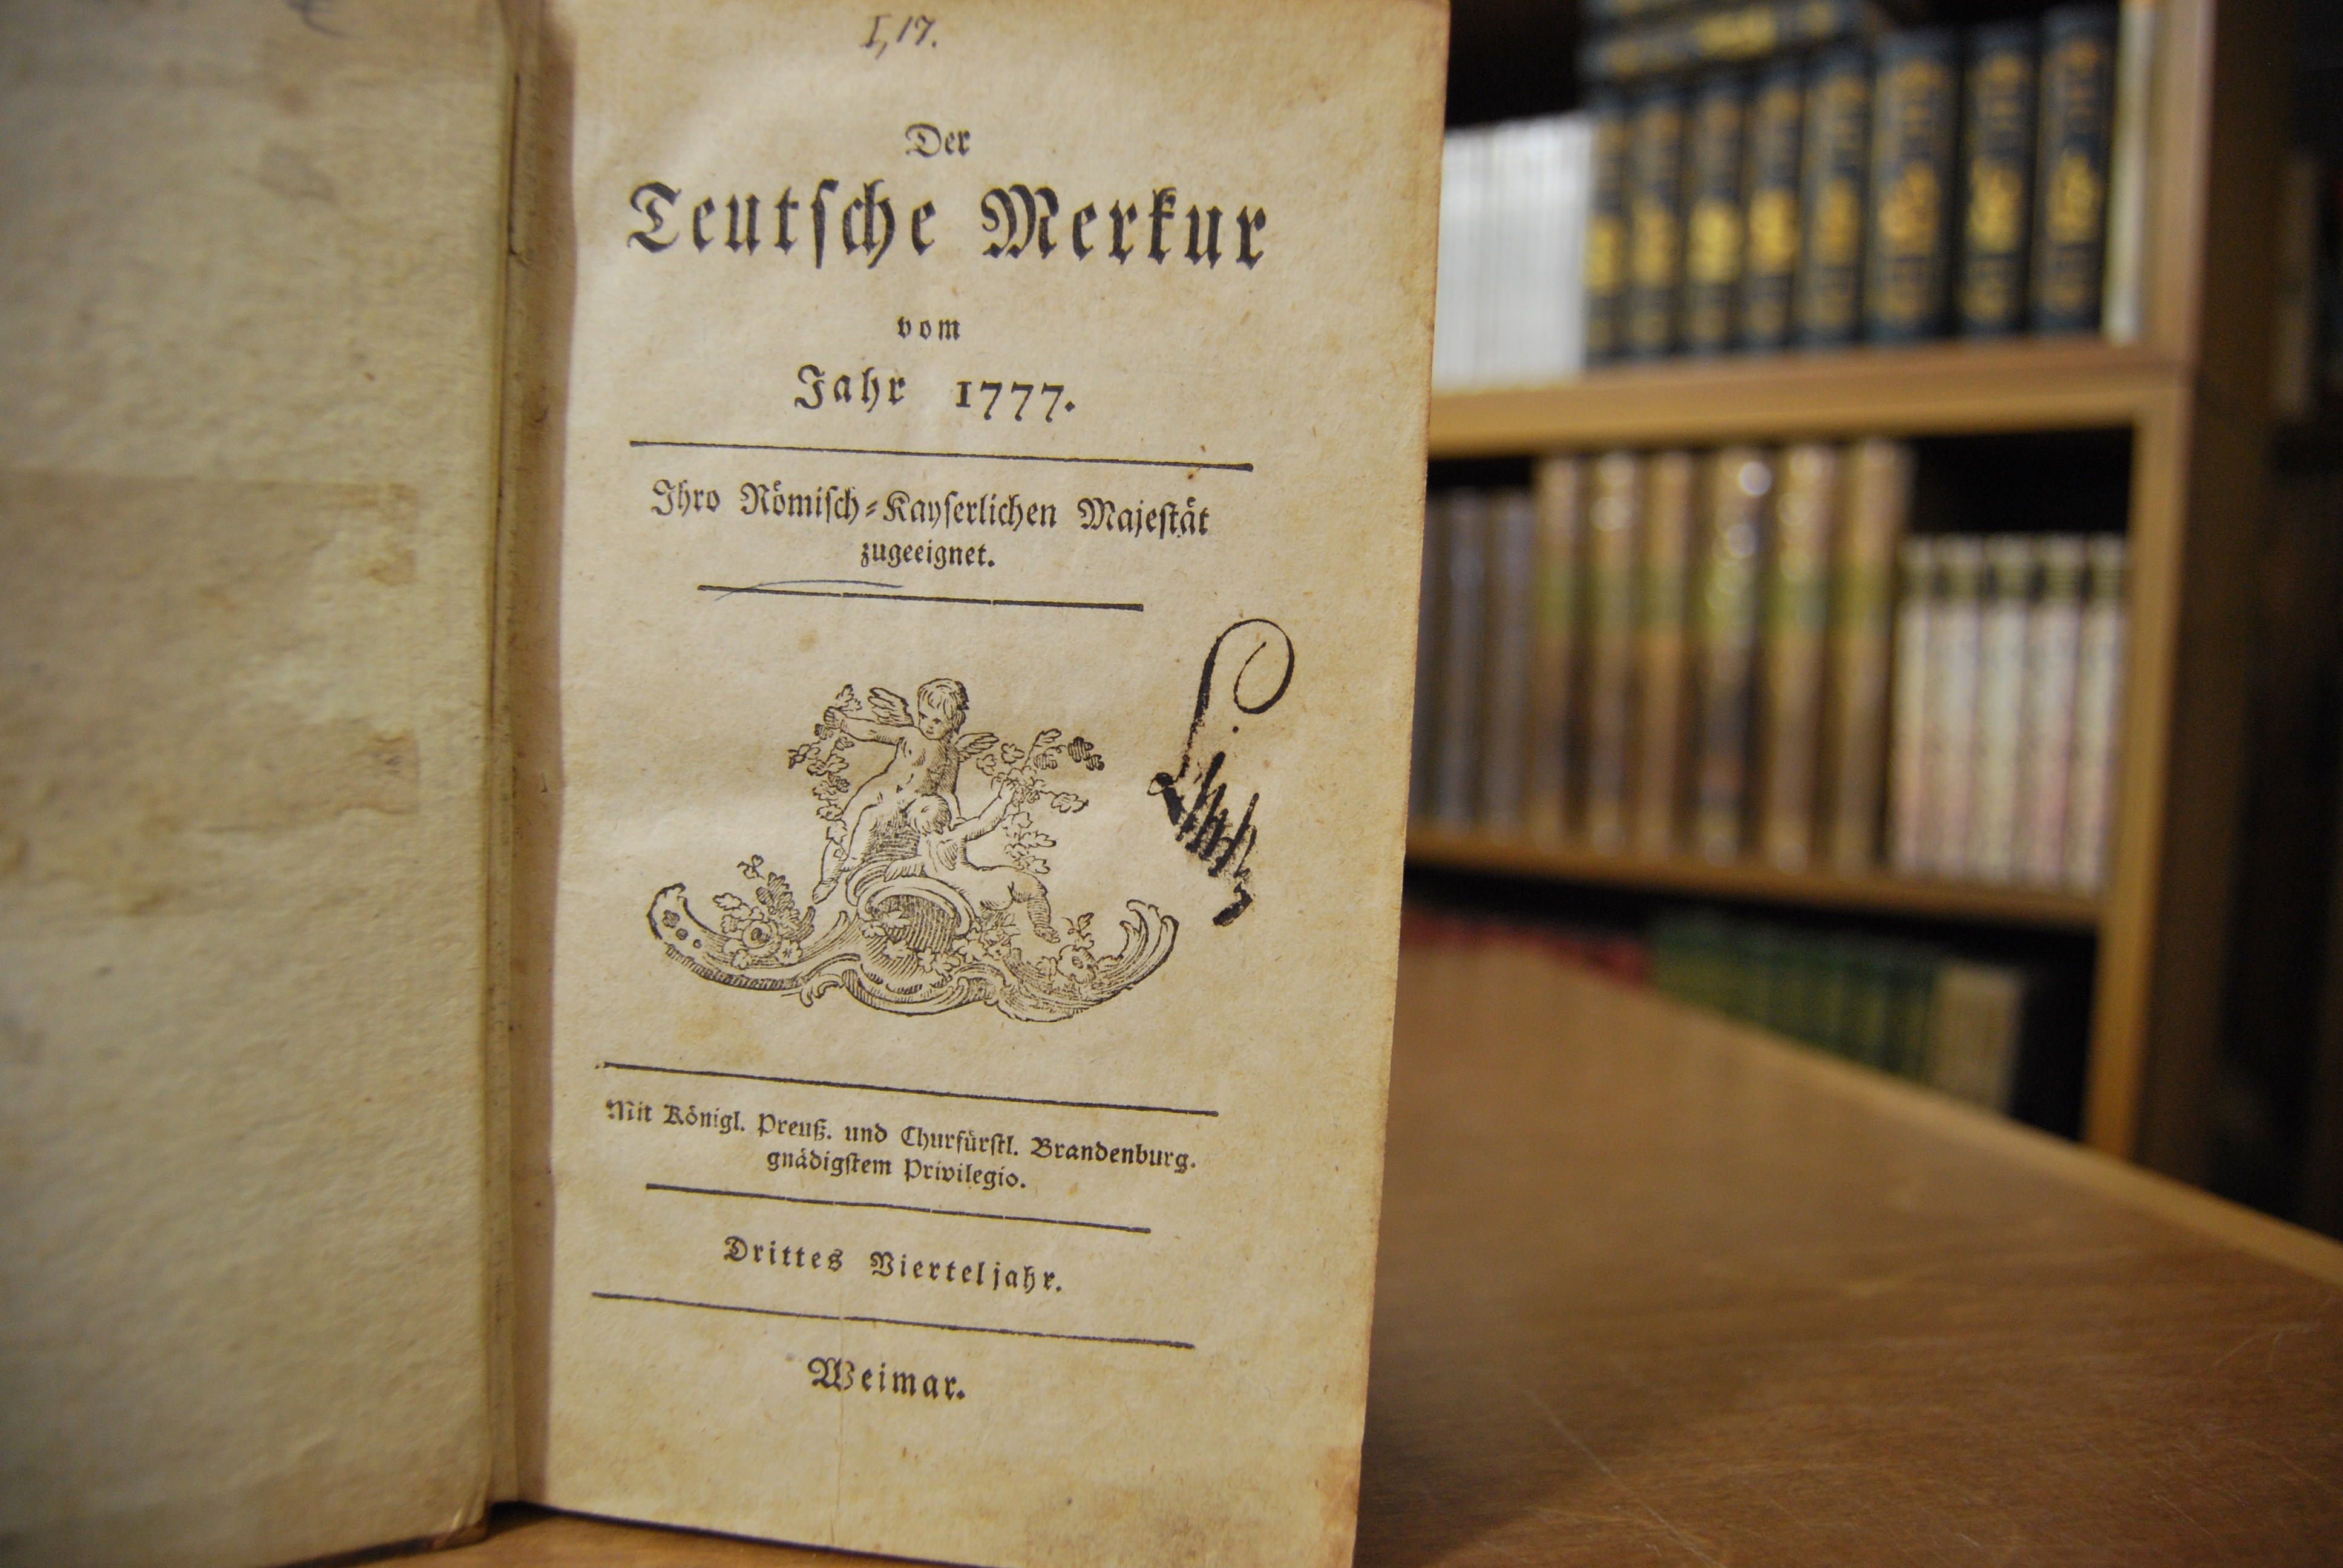 I, 17.
Der
Teutſche Merkur
vom
Jahr 1777.
Ihro Römiſch-Kayſerlichen Majeſtät
zugeeignet.
Mit Königl. Preuß. und Churfürſtl. Brandenburg.
gnädigſtem Privilegio.
Drittes Vierteljahr.
Weimar.